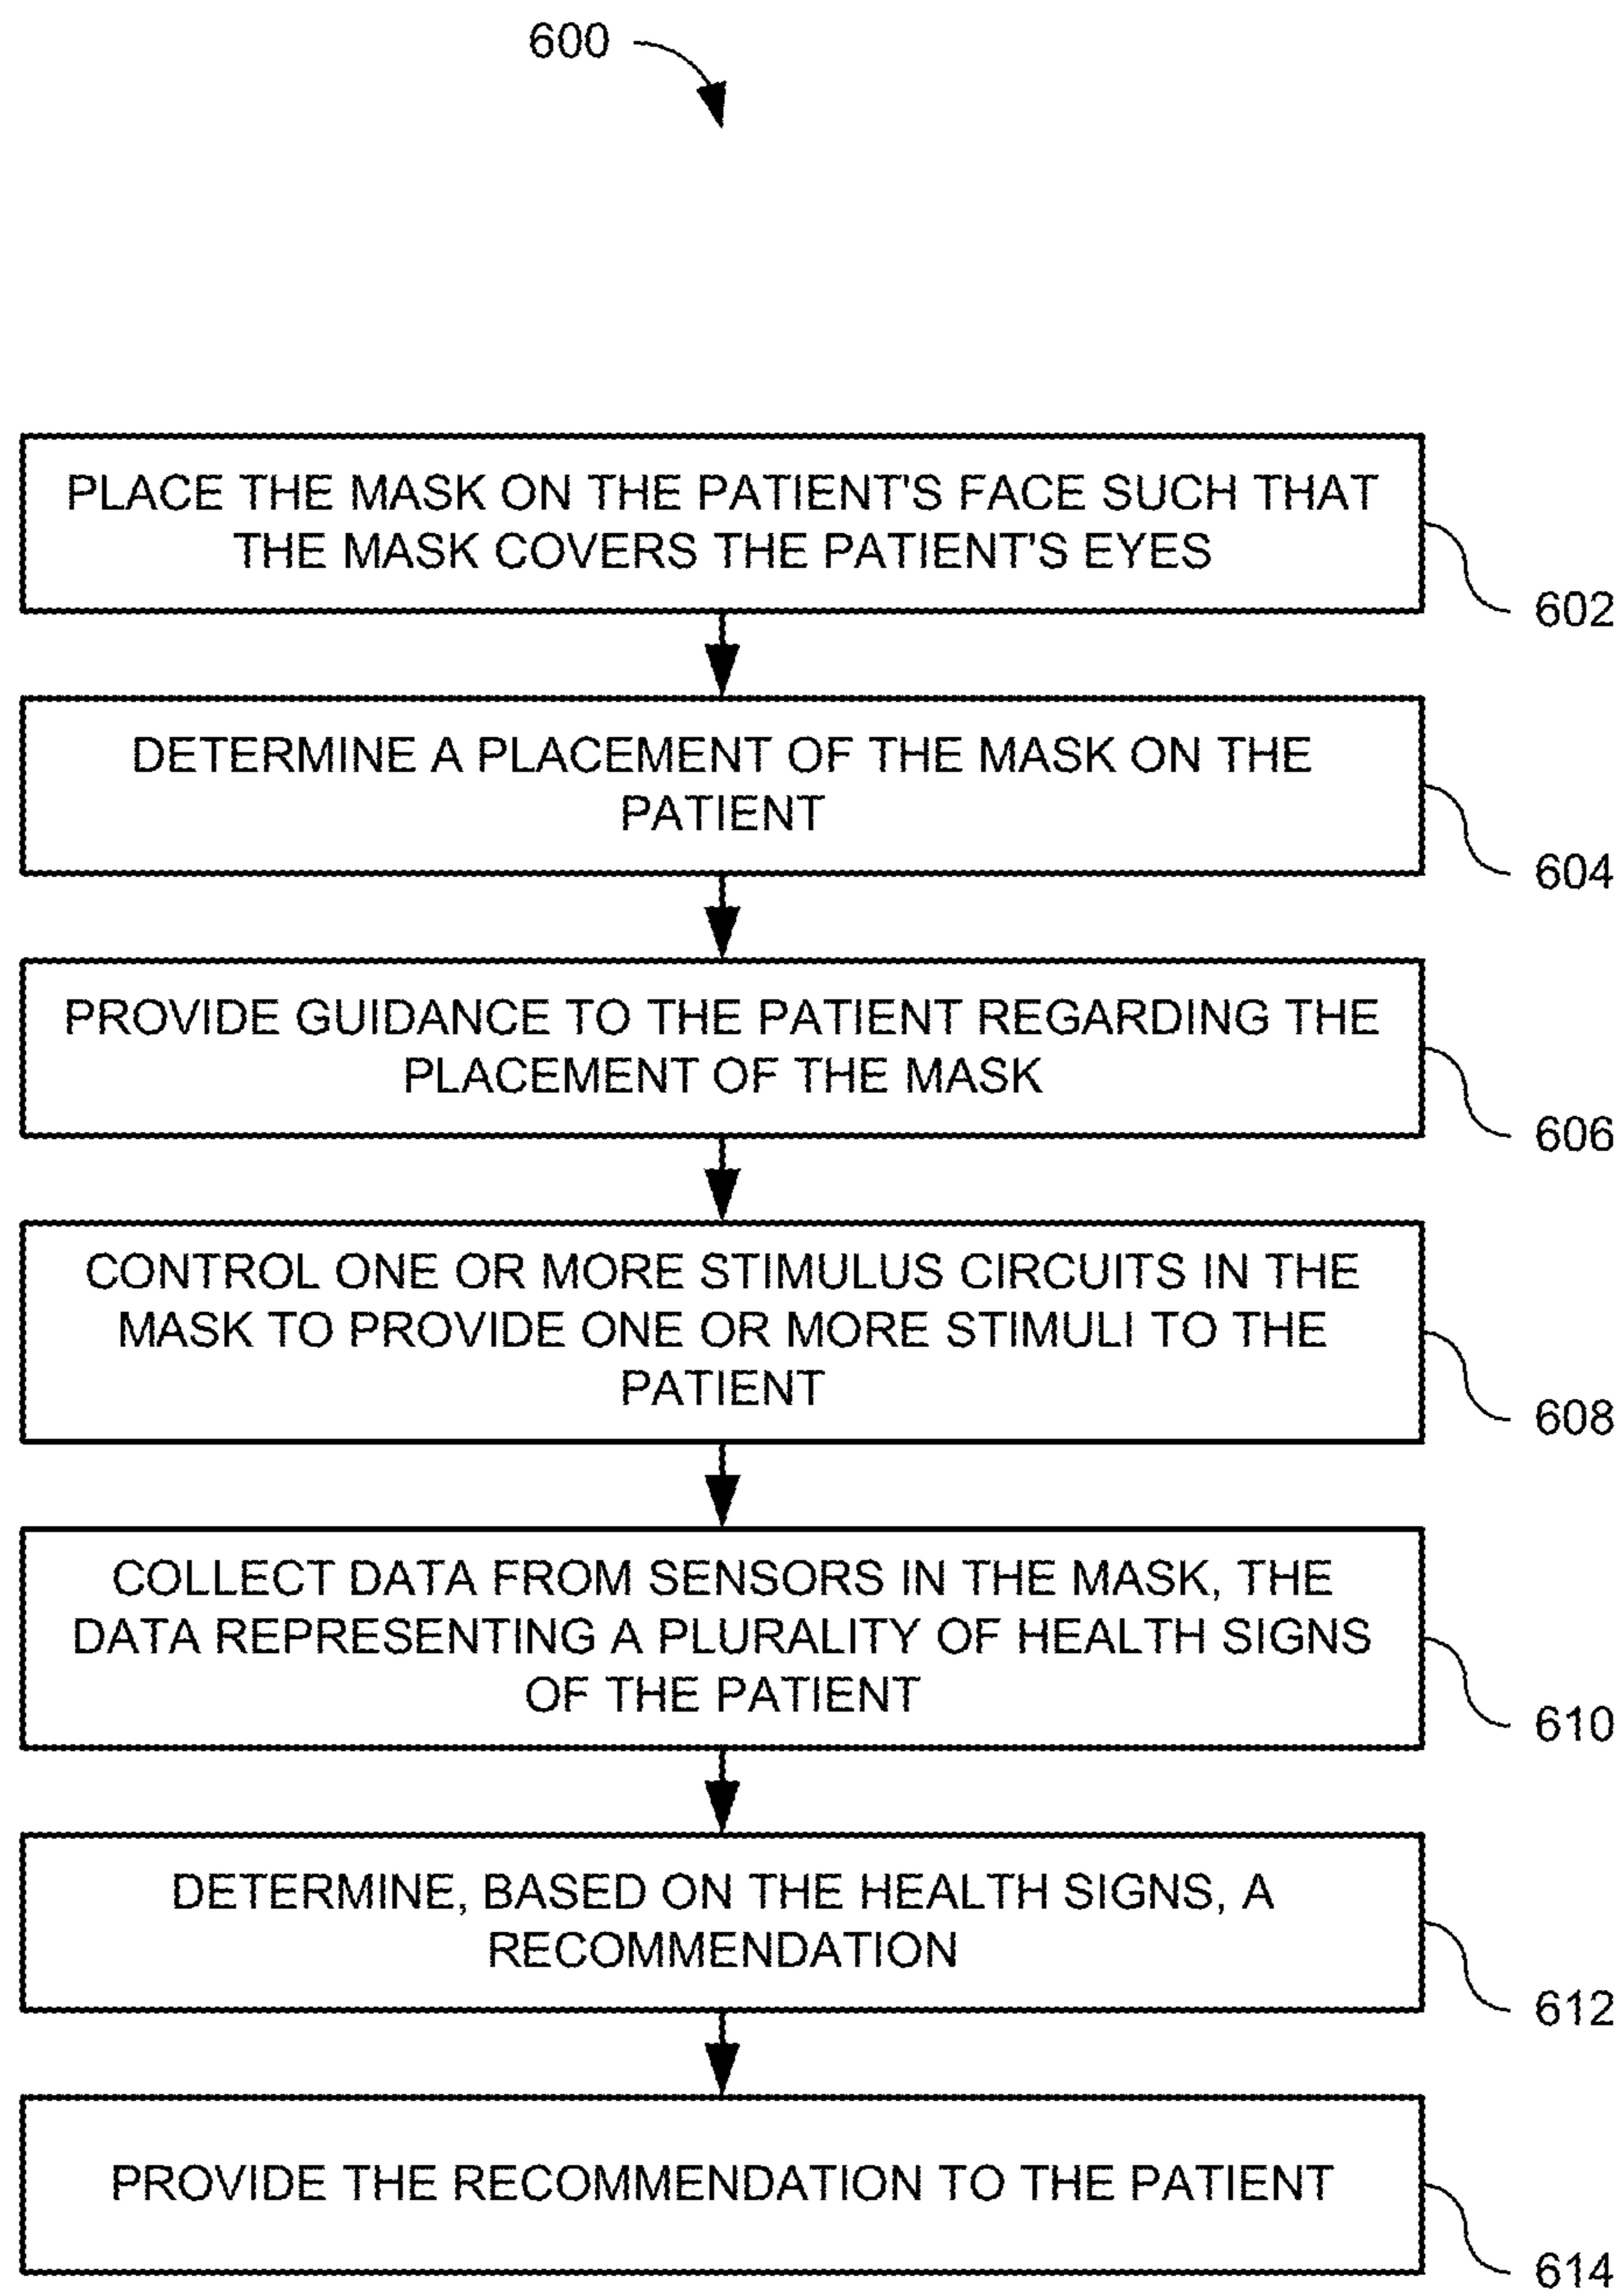 600
PLACE THE MASK ON THE PATIENT'S FACE SUCH THAT
THE MASK COVERS THE PATIENT'S EYES
602
DETERMINE A PLACEMENT OF THE MASK ON THE
PATIENT
604
PROVIDE GUIDANCE TO THE PATIENT REGARDING THE
PLACEMENT OF THE MASK
606
CONTROL ONE OR MORE STIMULUS CIRCUITS IN THE
MASK TO PROVIDE ONE OR MORE STIMULI TO THE
PATIENT
608
COLLECT DATA FROM SENSORS IN THE MASK, THE
DATA REPRESENTING A PLURALITY OF HEALTH SIGNS
OF THE PATIENT
610
DETERMINE, BASED ON THE HEALTH SIGNS, A
RECOMMENDATION
612
PROVIDE THE RECOMMENDATION TO THE PATIENT
614